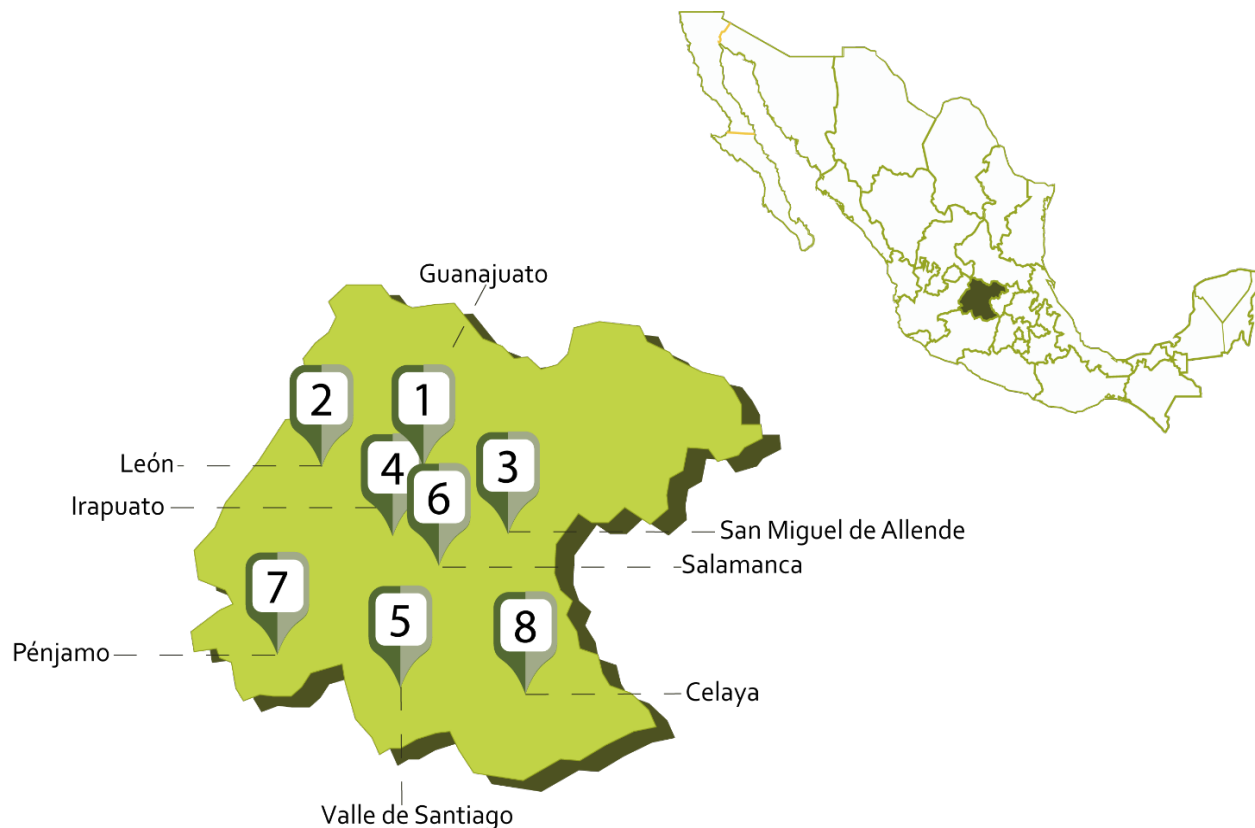 Guanajuato
2
1
León
4
3
Irapuato
6
San Miguel de Allende
Salamanca
7
5
8
Pénjamo
Celaya
Valle de Santiago